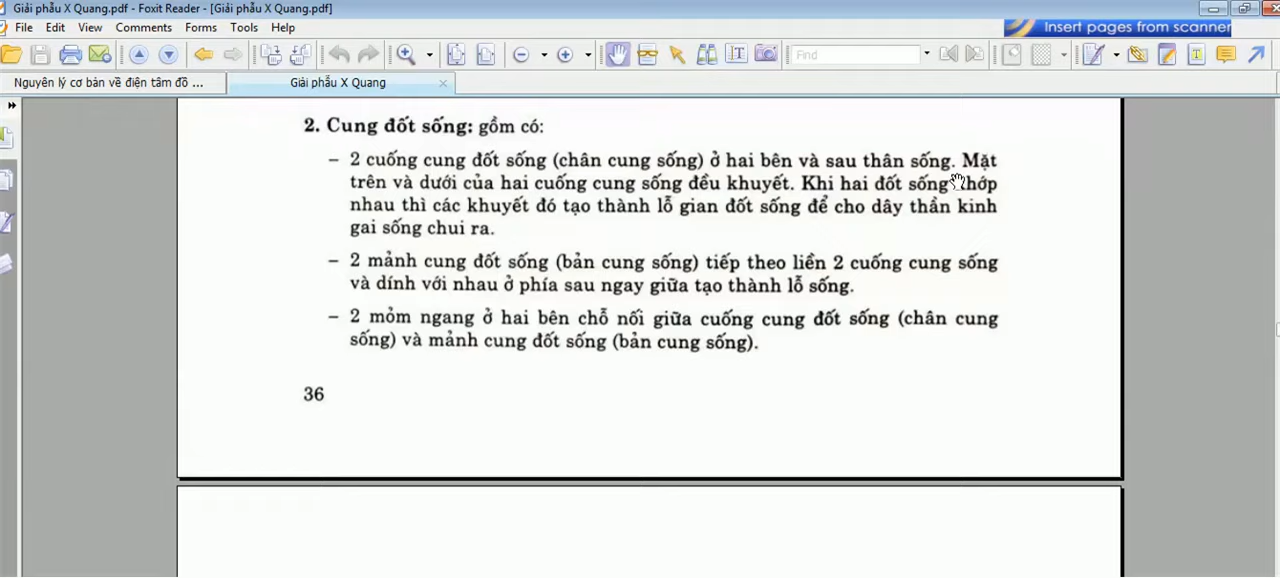 Giải phẫu X Quang.pdf - Foxit Reader - [Giải phẫu X Quang.pdf]
File Edit View Comments Forms Tools Help
Insert pages from scanner
Find
Nguyên lý cơ bản về điện tâm đồ ... Giải phẫu X Quang
2. Cung đốt sống: gồm có:
– 2 cuống cung đốt sống (chân cung sống) ở hai bên và sau thân sống. Mặt
trên và dưới của hai cuống cung sống đều khuyết. Khi hai đốt sống
nhau thì các khuyết đó tạo thành lỗ gian đốt sống để cho dây thần kinh
gai sống chui ra.
– 2 mảnh cung đốt sống (bản cung sống) tiếp theo liền 2 cuống cung sống
và dính với nhau ở phía sau ngay giữa tạo thành lỗ sống.
– 2 mỏm ngang ở hai bên chỗ nối giữa cuống cung đốt sống (chân cung
sống) và mảnh cung đốt sống (bản cung sống).
36